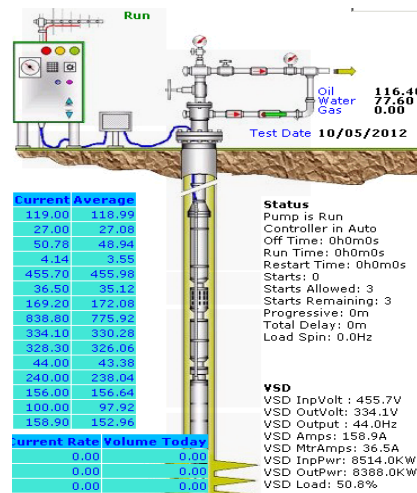 Run
Oil 116.40
Water 77.60
Gas 0.00
Test Date 10/05/2012
Current Average
119.00 118.99
27.00 27.08
50.78 48.94
4.14 3.55
455.70 455.98
36.50 35.12
169.20 172.08
838.80 775.92
334.10 330.28
328.30 326.06
44.00 43.38
240.00 238.04
156.00 156.64
100.00 97.92
158.90 152.96
Current Rate Volume Today
0.00 0.00
0.00 0.00
0.00 0.00
Status
Pump is Run
Controller in Auto
Off Time: 0h0m0s
Run Time: 0h0m0s
Restart Time: 0h0m0s
Starts: 0
Starts Allowed: 3
Starts Remaining: 3
Progressive: 0m
Total Delay: 0m
Load Spin: 0.0Hz
VSD
VSD InpVolt : 455.7V
VSD OutVolt: 334.1V
VSD Output : 44.0Hz
VSD Amps: 158.9A
VSD MtrAmps: 36.5A
VSD InpPwr: 8514.0KW
VSD OutPwr: 8388.0KW
VSD Load: 50.8%